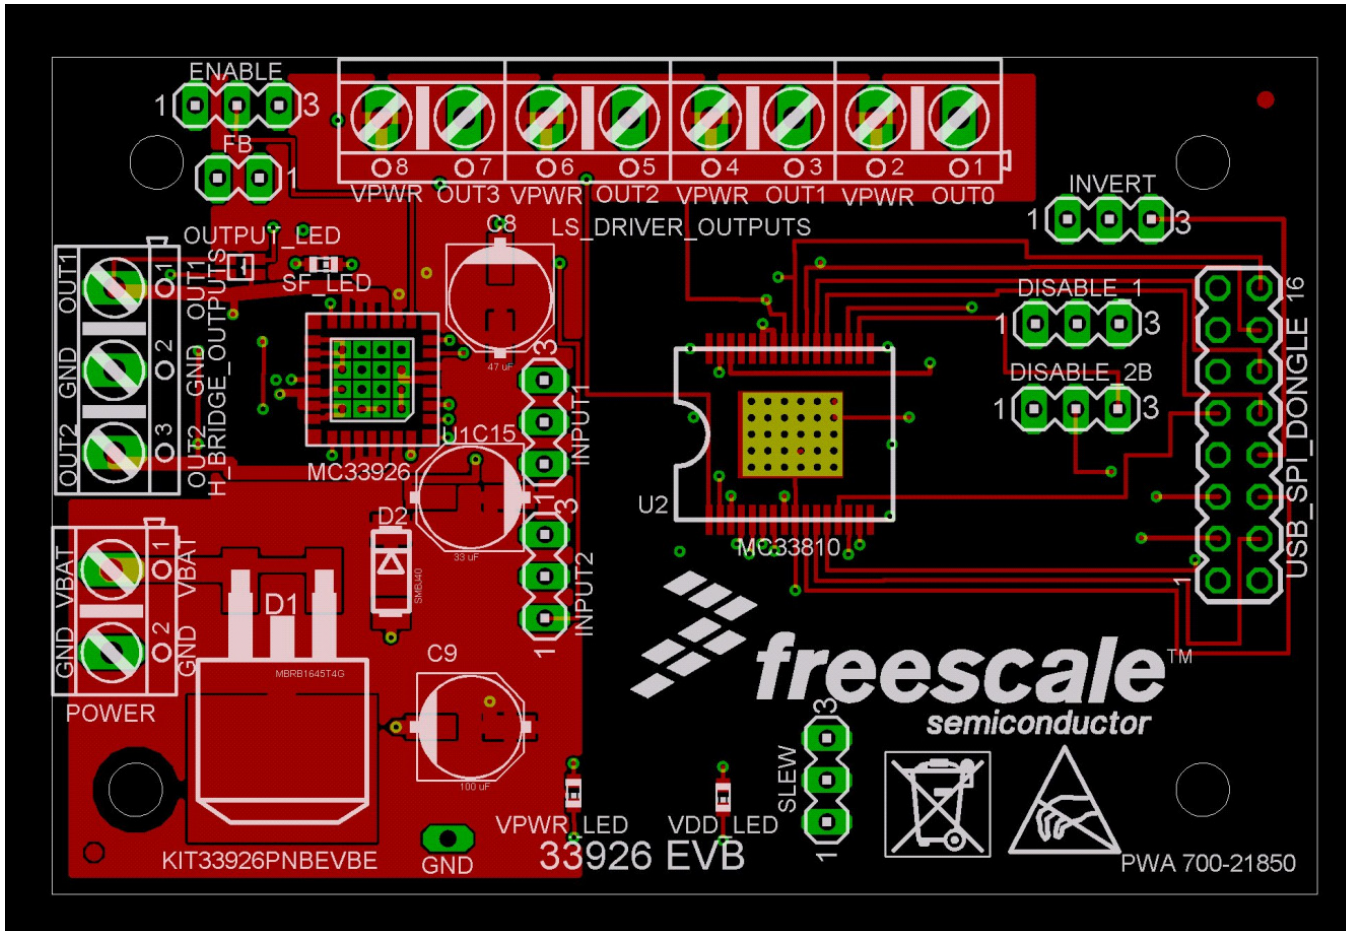 ENABLE
1 3
FB
1
8 7 6 5 4 3 2 1
VPWR OUT3 VPWR OUT2 VPWR OUT1 VPWR OUT0
LS_DRIVER_OUTPUTS
INVERT
1 3
OUTPUT_LED
SF_LED
C8
47 uF
OUT1 1 OUT1
GND 2 GND
OUT2 3 OUT2
H_BRIDGE_OUTPUTS
U1
MC33926
C15
33 uF
3
INPUT1
1
3
INPUT2
1
U2
MC33810
DISABLE_1
1 3
DISABLE_2B
1 3
16
USB_SPI_DONGLE
1
VBAT 1 VBAT
GND 2 GND
POWER
D1
MBRB1645T4G
D2
SMBJ40
C9
100 uF
freescale™
semiconductor
3
SLEW
1
VPWR_LED
VDD_LED
KIT33926PNBEVBE
GND
33926 EVB
PWA 700-21850